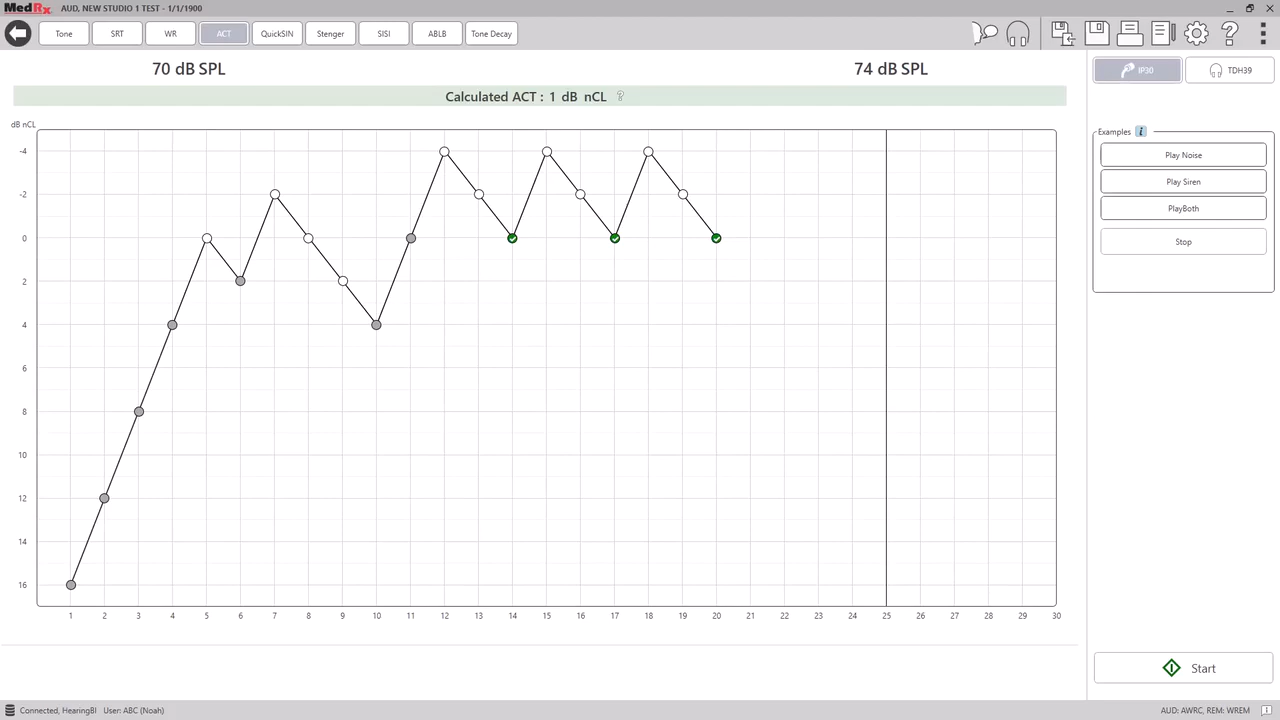 MedRx AUD, NEW STUDIO 1 TEST - 1/1/1900
Tone SRT WR ACT QuickSIN Stenger SISI ABLB Tone Decay
70 dB SPL 74 dB SPL
IP30 TDH39
Calculated ACT : 1 dB nCL ?
dB nCL
Examples i
-4
Play Noise
Play Siren
-2
PlayBoth
0
Stop
2
4
6
8
10
12
14
16
1 2 3 4 5 6 7 8 9 10 11 12 13 14 15 16 17 18 19 20 21 22 23 24 25 26 27 28 29 30
Start
Connected, HearingBI User: ABC (Noah) AUD: AWRC, REM: WREM